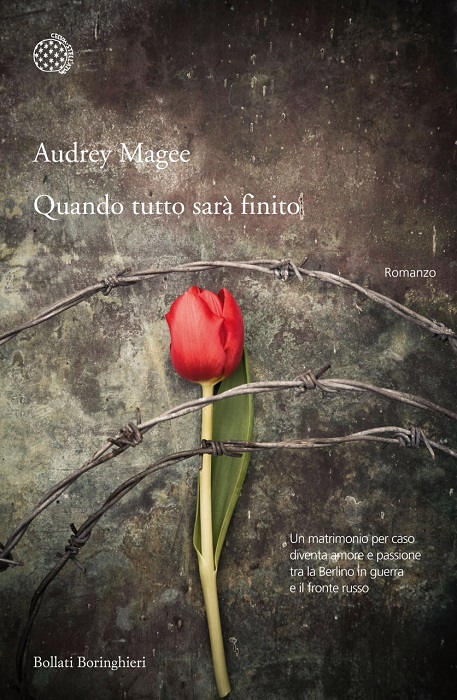 Audrey Magee
Quando tutto sarà finito
Romanzo
Un matrimonio per caso
diventa amore e passione
tra la Berlino in guerra
e il fronte russo
Bollati Boringhieri